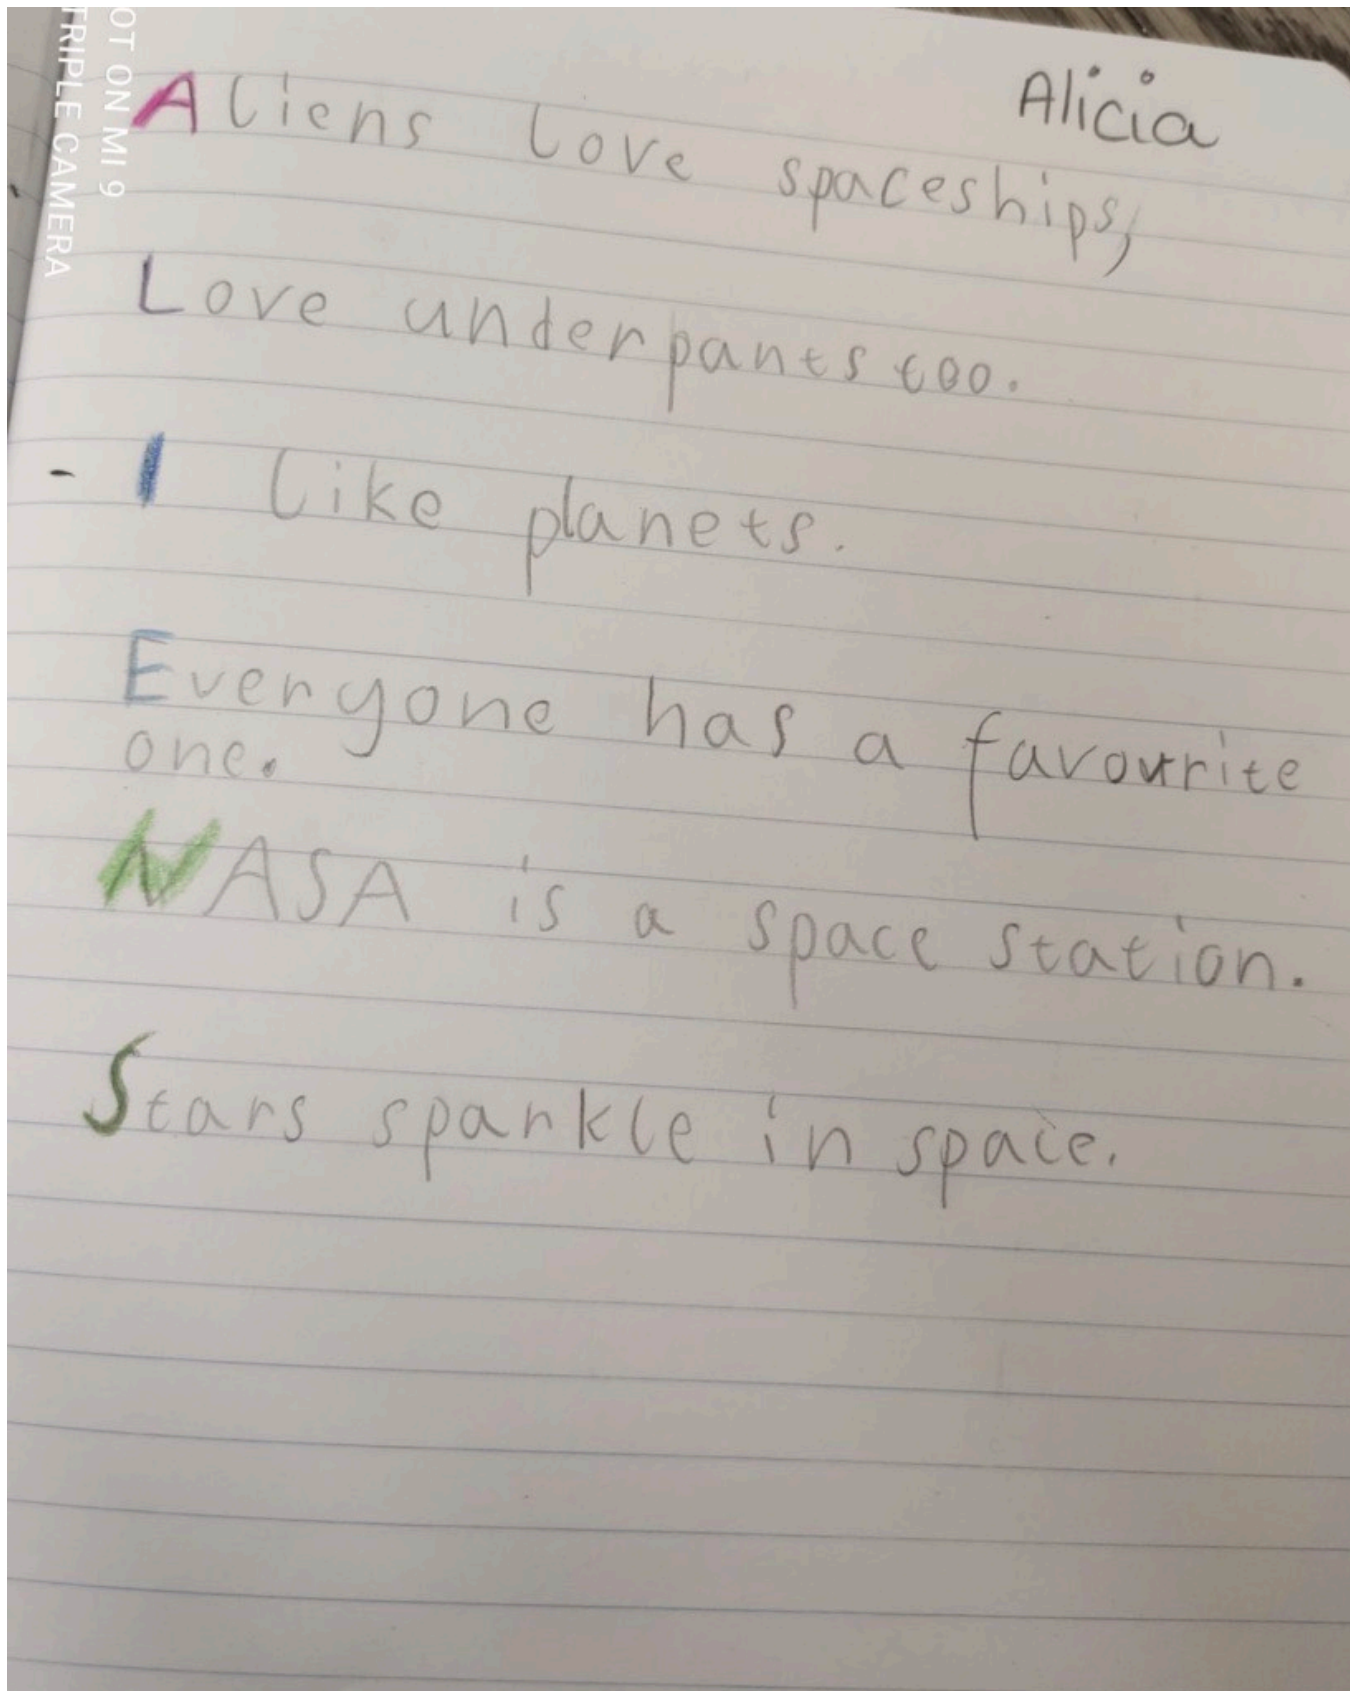 Alicia
Aliens love spaceships,
Love underpants too.
- I like planets.
Everyone has a favourite
one.
NASA is a space station.
Stars sparkle in space.
OT ON MI 9
TRIPLE CAMERA